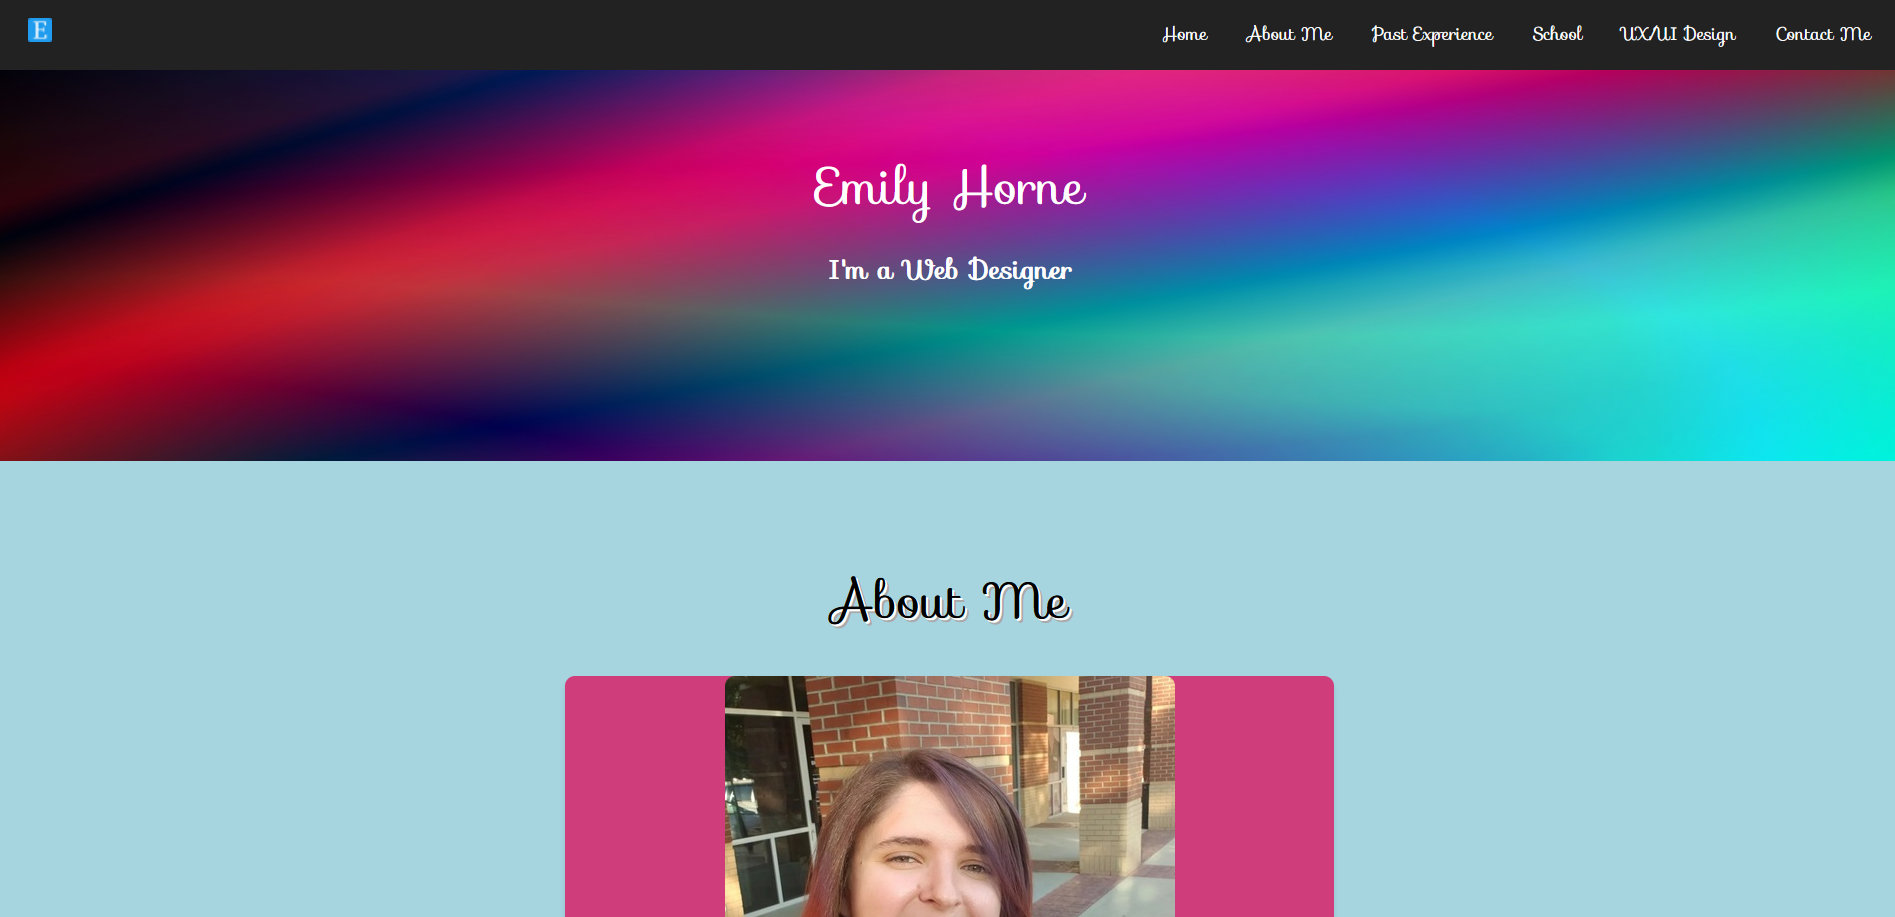 E
Home About Me Past Experience School UX/UI Design Contact Me
Emily Horne
I'm a Web Designer
About Me